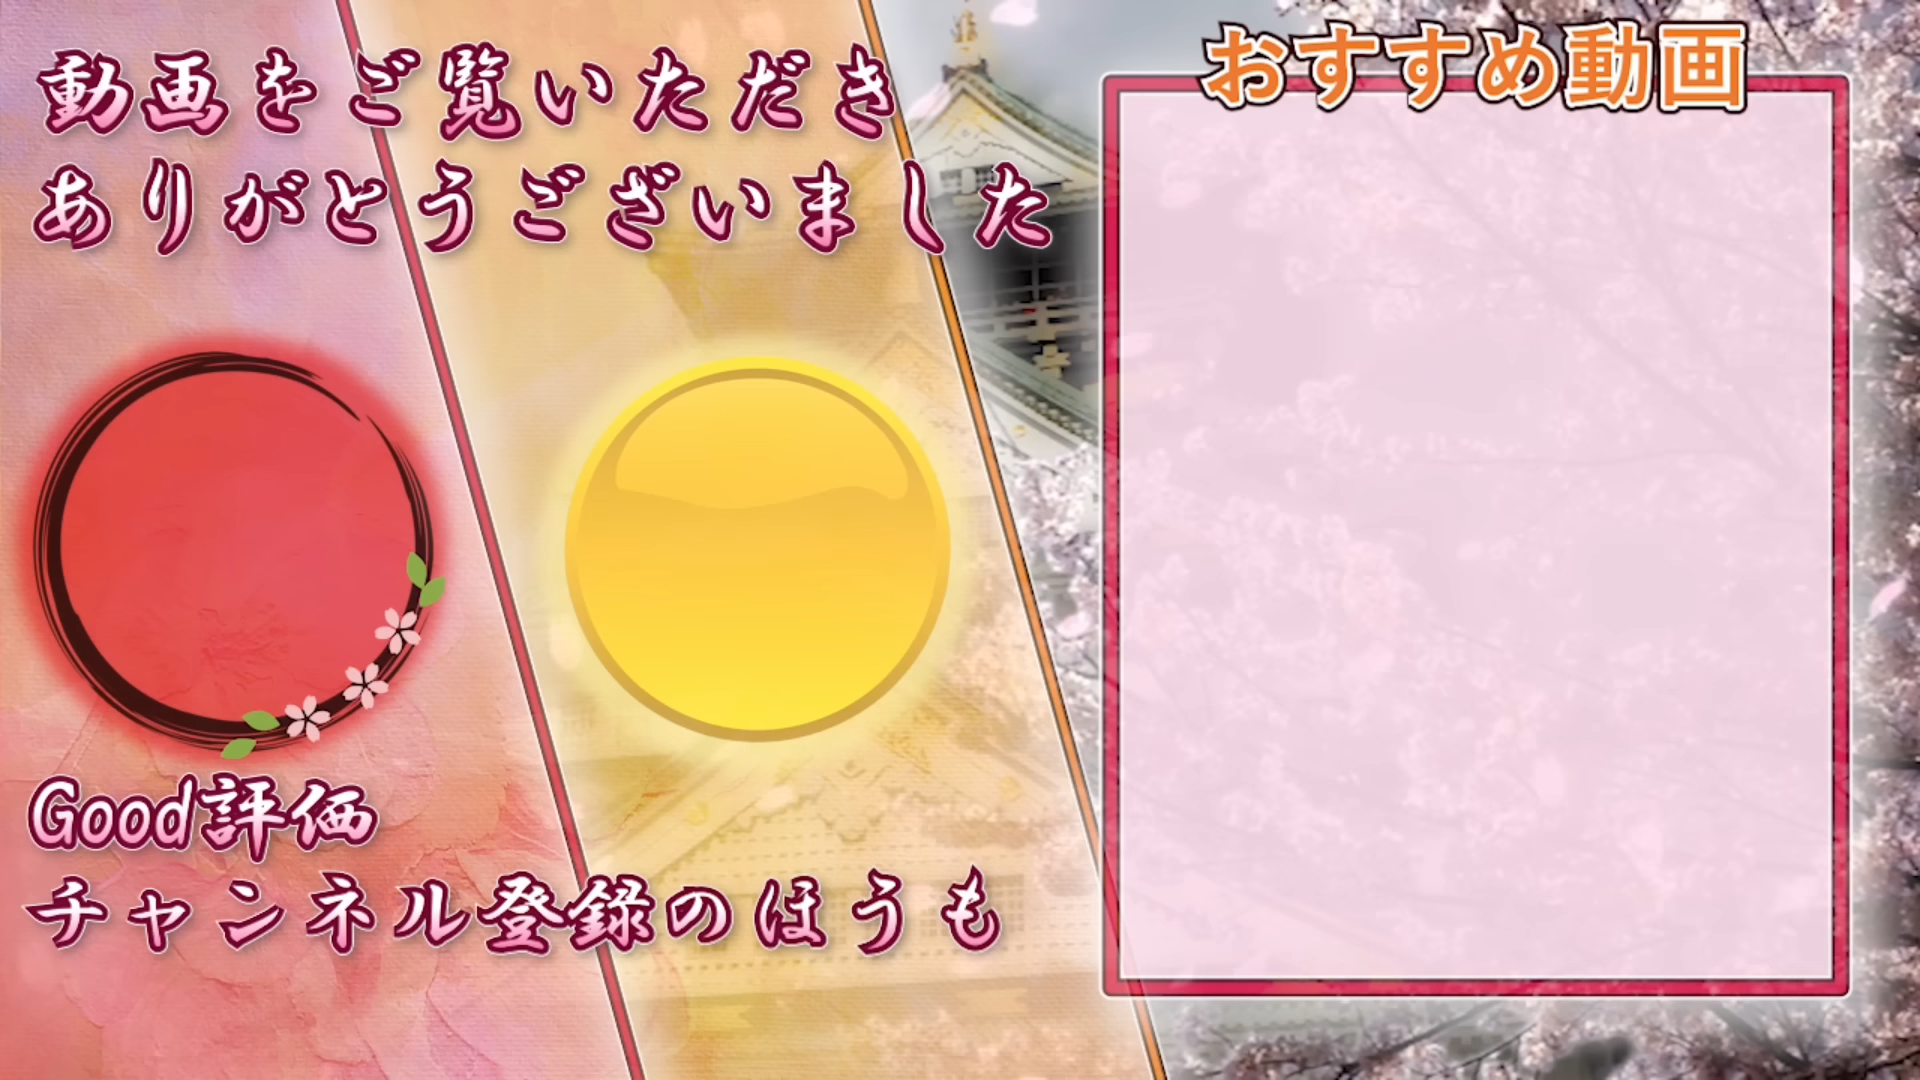 動画をご覧いただき
ありがとうございました
おすすめ動画
Good評価
チャンネル登録のほうも